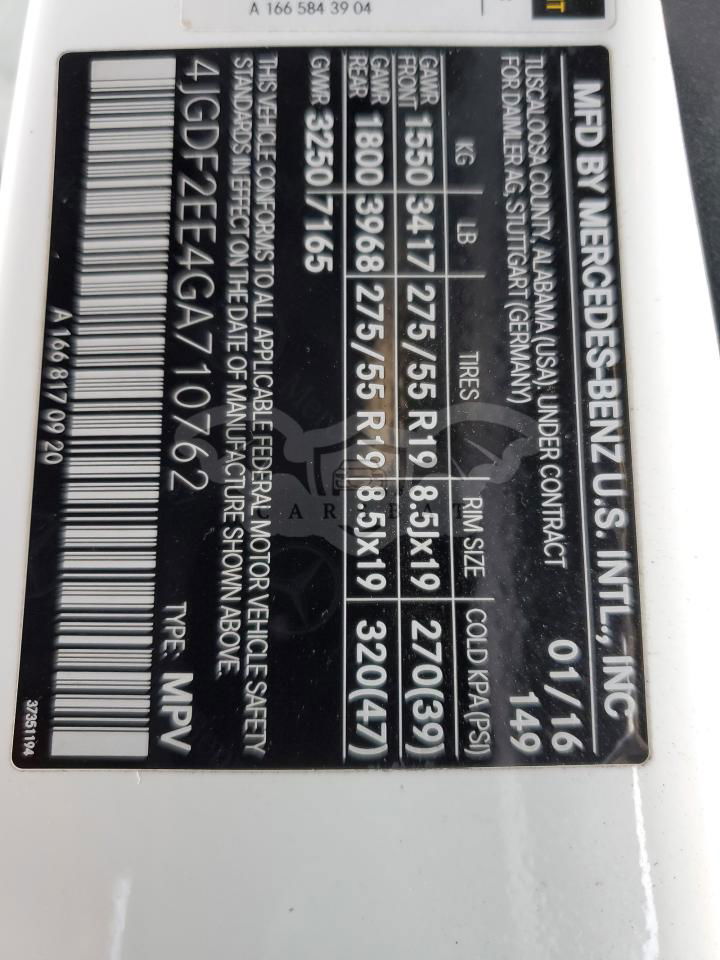 A 166 584 39 04
MFD BY MERCEDES-BENZ U.S. INTL., INC
TUSCALOOSA COUNTY, ALABAMA (USA), UNDER CONTRACT 01/16
FOR DAIMLER AG, STUTTGART (GERMANY) 149
KG LB TIRES RIM SIZE COLD KPA (PSI)
GAWR FRONT 1550 3417 275/55 R19 8.5Jx19 270(39)
GAWR REAR 1800 3968 275/55 R19 8.5Jx19 320(47)
GVWR 3250 7165
THIS VEHICLE CONFORMS TO ALL APPLICABLE FEDERAL MOTOR VEHICLE SAFETY
STANDARDS IN EFFECT ON THE DATE OF MANUFACTURE SHOWN ABOVE.
4JGDF2EE4GA710762 TYPE: MPV
A 166 817 09 20
37351194